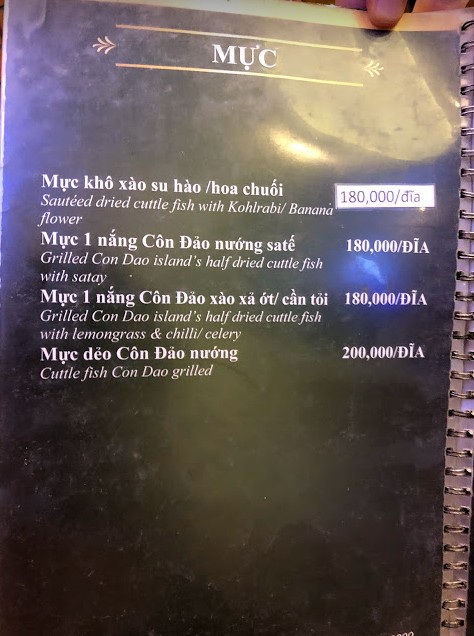 MỰC
Mực khô xào su hào /hoa chuối 180,000/đĩa
Sautéed dried cuttle fish with Kohlrabi/ Banana
flower
Mực 1 nắng Côn Đảo nướng satế 180,000/ĐĨA
Grilled Con Dao island's half dried cuttle fish
with satay
Mực 1 nắng Côn Đảo xào xả ớt/ cần tỏi 180,000/ĐĨA
Grilled Con Dao island's half dried cuttle fish
with lemongrass & chilli/ celery
Mực dẻo Côn Đảo nướng 200,000/ĐĨA
Cuttle fish Con Dao grilled